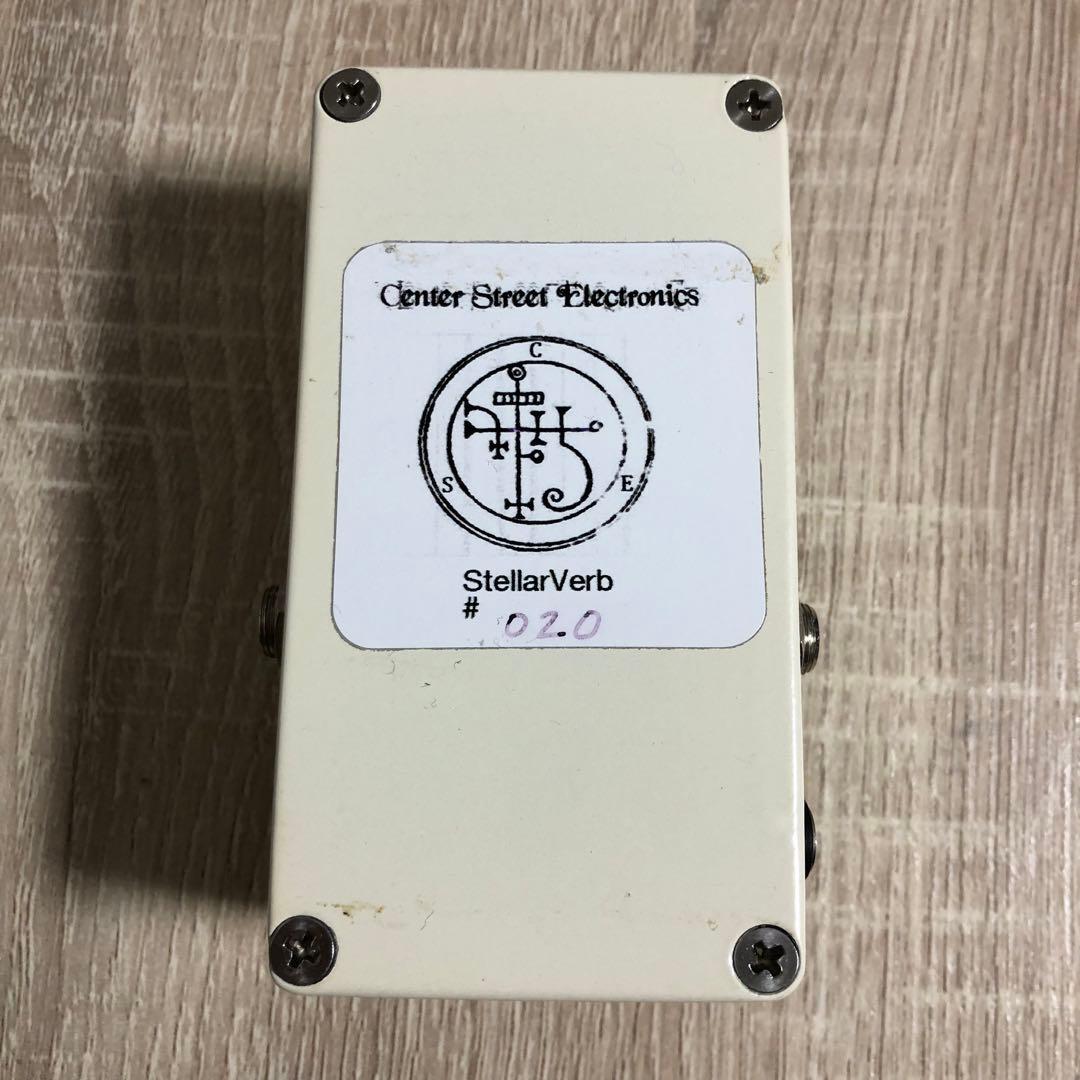 Center Street Electronics
C
S E
StellarVerb
# 020